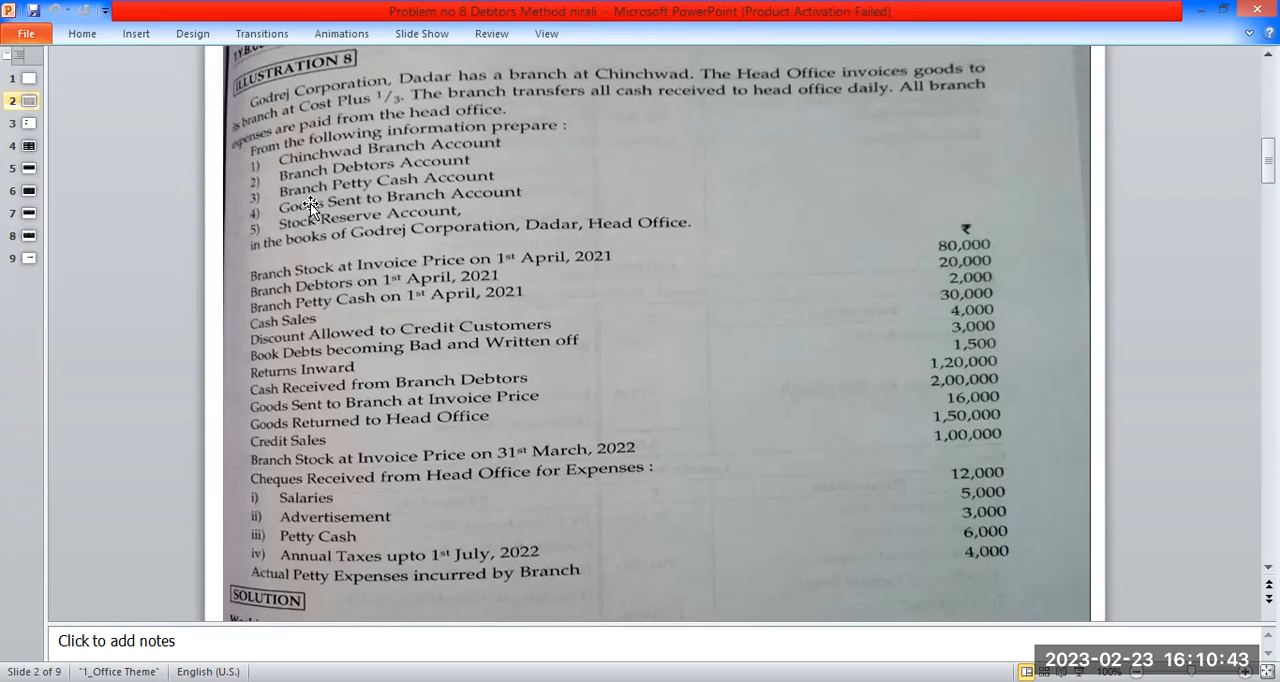 Problem no 8 Debtors Method nirali - Microsoft PowerPoint (Product Activation Failed)
File Home Insert Design Transitions Animations Slide Show Review View
1
2
3
4
5
6
7
8
9
ILLUSTRATION 8
Godrej Corporation, Dadar has a branch at Chinchwad. The Head Office invoices goods to
its branch at Cost Plus 1/3. The branch transfers all cash received to head office daily. All branch
expenses are paid from the head office.
From the following information prepare :
1) Chinchwad Branch Account
2) Branch Debtors Account
3) Branch Petty Cash Account
4) Goods Sent to Branch Account
5) Stock Reserve Account,
in the books of Godrej Corporation, Dadar, Head Office.
₹
Branch Stock at Invoice Price on 1st April, 2021 80,000
Branch Debtors on 1st April, 2021 20,000
Branch Petty Cash on 1st April, 2021 2,000
Cash Sales 30,000
Discount Allowed to Credit Customers 4,000
Book Debts becoming Bad and Written off 3,000
Returns Inward 1,500
Cash Received from Branch Debtors 1,20,000
Goods Sent to Branch at Invoice Price 2,00,000
Goods Returned to Head Office 16,000
Credit Sales 1,50,000
Branch Stock at Invoice Price on 31st March, 2022 1,00,000
Cheques Received from Head Office for Expenses :
i) Salaries 12,000
ii) Advertisement 5,000
iii) Petty Cash 3,000
iv) Annual Taxes upto 1st July, 2022 6,000
Actual Petty Expenses incurred by Branch 4,000
SOLUTION
Click to add notes
2023-02-23 16:10:43
Slide 2 of 9 "1_Office Theme" English (U.S.) 100%